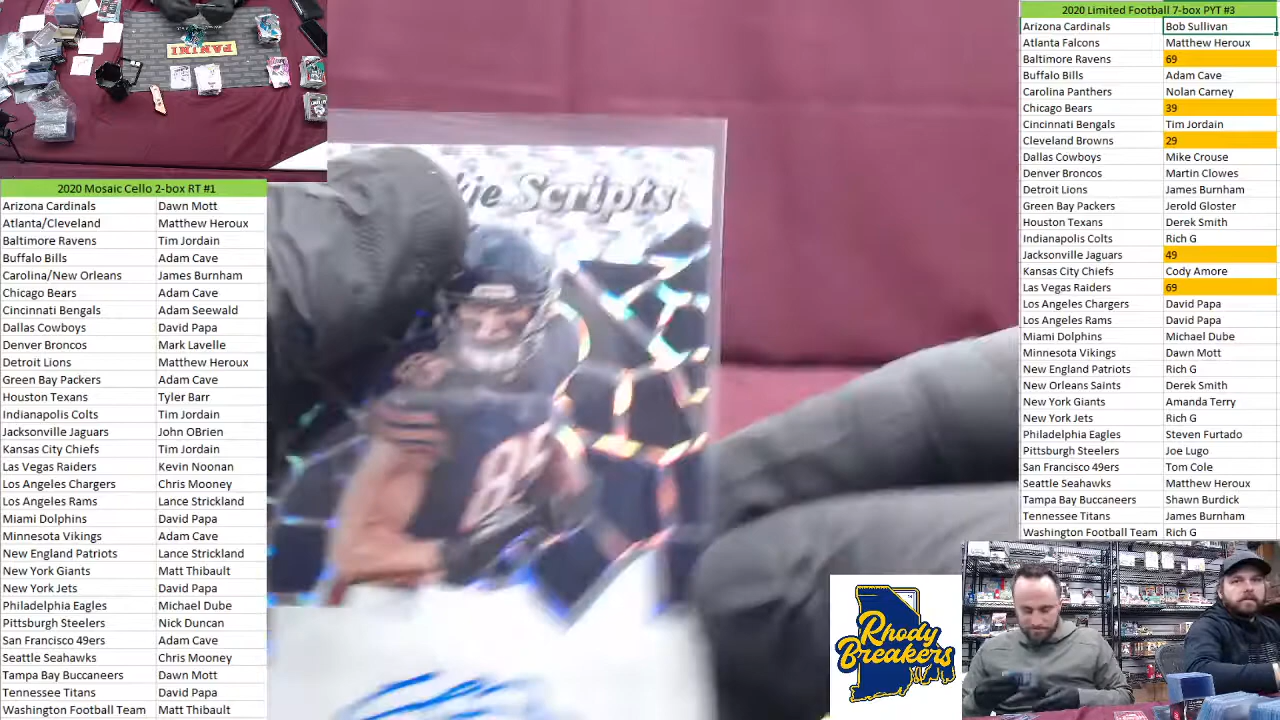 PANINI
2020 Mosaic Cello 2-box RT #1
Arizona Cardinals Dawn Mott
Atlanta/Cleveland Matthew Heroux
Baltimore Ravens Tim Jordain
Buffalo Bills Adam Cave
Carolina/New Orleans James Burnham
Chicago Bears Adam Cave
Cincinnati Bengals Adam Seewald
Dallas Cowboys David Papa
Denver Broncos Mark Lavelle
Detroit Lions Matthew Heroux
Green Bay Packers Adam Cave
Houston Texans Tyler Barr
Indianapolis Colts Tim Jordain
Jacksonville Jaguars John OBrien
Kansas City Chiefs Tim Jordain
Las Vegas Raiders Kevin Noonan
Los Angeles Chargers Chris Mooney
Los Angeles Rams Lance Strickland
Miami Dolphins David Papa
Minnesota Vikings Adam Cave
New England Patriots Lance Strickland
New York Giants Matt Thibault
New York Jets David Papa
Philadelphia Eagles Michael Dube
Pittsburgh Steelers Nick Duncan
San Francisco 49ers Adam Cave
Seattle Seahawks Chris Mooney
Tampa Bay Buccaneers Dawn Mott
Tennessee Titans David Papa
Washington Football Team Matt Thibault
Scripts
2020 Limited Football 7-box PYT #3
Arizona Cardinals Bob Sullivan
Atlanta Falcons Matthew Heroux
Baltimore Ravens 69
Buffalo Bills Adam Cave
Carolina Panthers Nolan Carney
Chicago Bears 39
Cincinnati Bengals Tim Jordain
Cleveland Browns 29
Dallas Cowboys Mike Crouse
Denver Broncos Martin Clowes
Detroit Lions James Burnham
Green Bay Packers Jerold Gloster
Houston Texans Derek Smith
Indianapolis Colts Rich G
Jacksonville Jaguars 49
Kansas City Chiefs Cody Amore
Las Vegas Raiders 69
Los Angeles Chargers David Papa
Los Angeles Rams David Papa
Miami Dolphins Michael Dube
Minnesota Vikings Dawn Mott
New England Patriots Rich G
New Orleans Saints Derek Smith
New York Giants Amanda Terry
New York Jets Rich G
Philadelphia Eagles Steven Furtado
Pittsburgh Steelers Joe Lugo
San Francisco 49ers Tom Cole
Seattle Seahawks Matthew Heroux
Tampa Bay Buccaneers Shawn Burdick
Tennessee Titans James Burnham
Washington Football Team Rich G
Rhody
Breakers